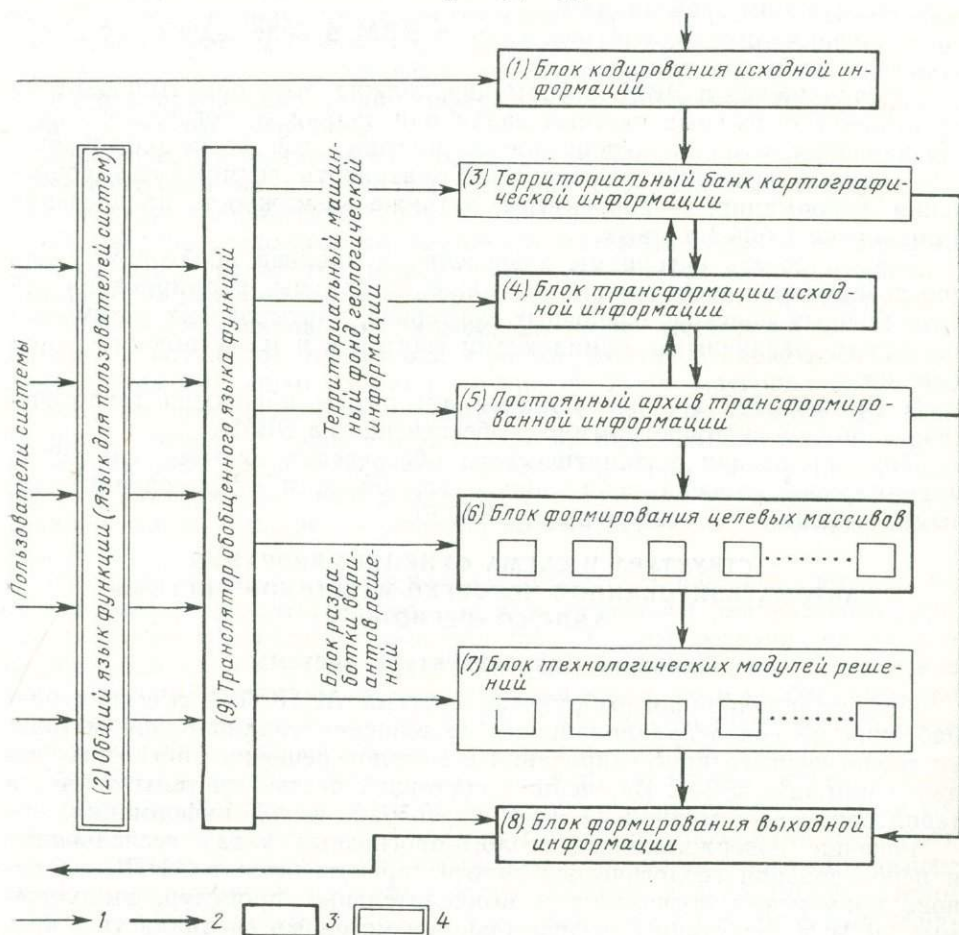 (1) Блок кодирования исходной ин-
формации
(3) Территориальный банк картографи-
ческой информации
(4) Блок трансформации исход-
ной информации
(5) Постоянный архив трансформиро-
ванной информации
(6) Блок формирования целевых массивов
(7) Блок технологических модулей реше-
ний
(8) Блок формирования выходной
информации
Пользователи системы
(2) Общий язык функции (Язык для пользователей систем)
(9) Транслятор обобщенного языка функций
Территориальный машин-
ный фонд геологической
информации
Блок разра-
ботки вари-
антов реше-
ний
1 2 3 4